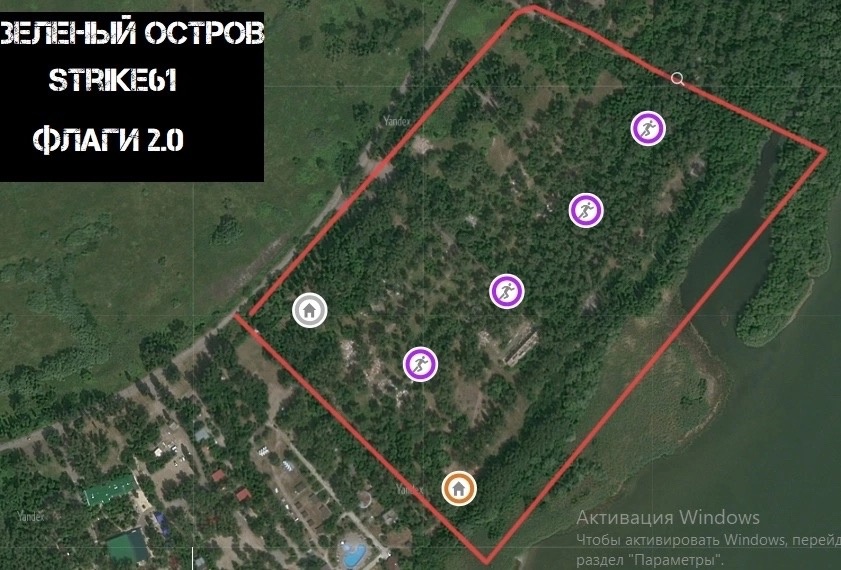 ЗЕЛЕНЫЙ ОСТРОВ
STRIKE61
ФЛАГИ 2.0
Yandex
Yandex
Yandex
Активация Windows
Чтобы активировать Windows, перейд
раздел "Параметры".